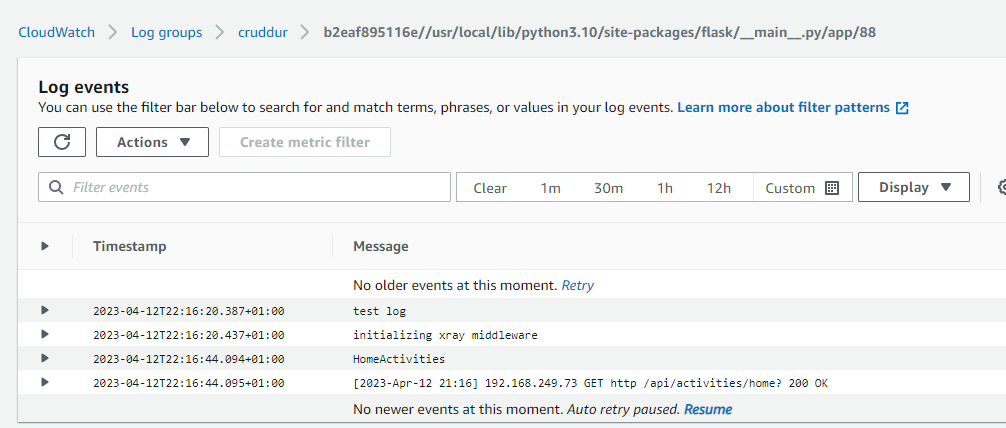 CloudWatch > Log groups > cruddur > b2eaf895116e//usr/local/lib/python3.10/site-packages/flask/__main__.py/app/88
Log events
You can use the filter bar below to search for and match terms, phrases, or values in your log events. Learn more about filter patterns
Actions Create metric filter
Filter events Clear 1m 30m 1h 12h Custom Display
Timestamp Message
No older events at this moment. Retry
2023-04-12T22:16:20.387+01:00 test log
2023-04-12T22:16:20.437+01:00 initializing xray middleware
2023-04-12T22:16:44.094+01:00 HomeActivities
2023-04-12T22:16:44.095+01:00 [2023-Apr-12 21:16] 192.168.249.73 GET http /api/activities/home? 200 OK
No newer events at this moment. Auto retry paused. Resume